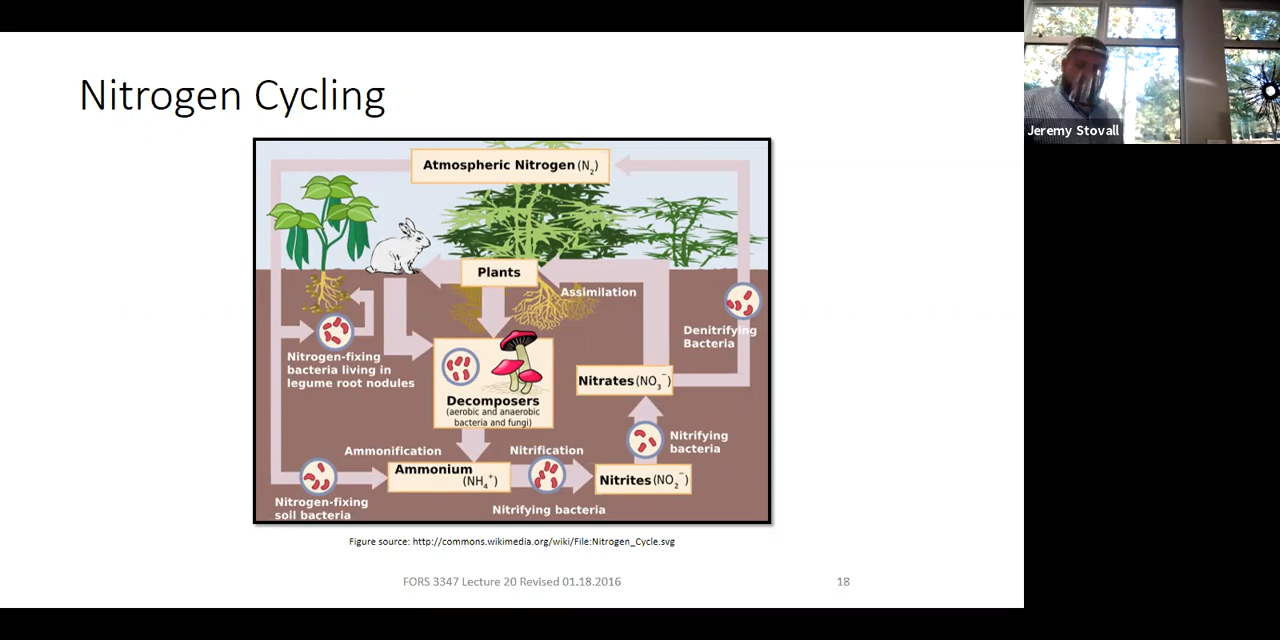 Nitrogen Cycling
Jeremy Stovall
Atmospheric Nitrogen (N₂)
Plants
Assimilation
Denitrifying
Bacteria
Nitrogen-fixing
bacteria living in
legume root nodules
Nitrates (NO₃⁻)
Decomposers
(aerobic and anaerobic
bacteria and fungi)
Nitrifying
bacteria
Ammonification
Nitrification
Ammonium
(NH₄⁺)
Nitrites (NO₂⁻)
Nitrogen-fixing
soil bacteria
Nitrifying bacteria
Figure source: http://commons.wikimedia.org/wiki/File:Nitrogen_Cycle.svg
FORS 3347 Lecture 20 Revised 01.18.2016
18